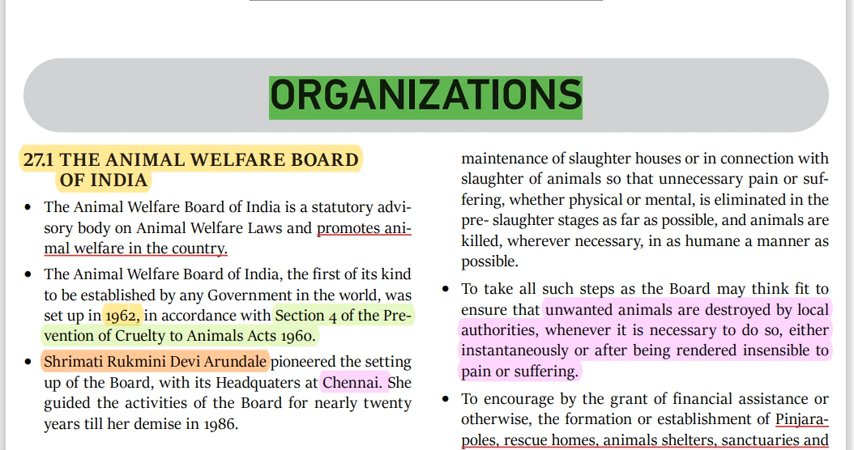 ORGANIZATIONS
27.1 THE ANIMAL WELFARE BOARD
OF INDIA
• The Animal Welfare Board of India is a statutory advi-
sory body on Animal Welfare Laws and promotes ani-
mal welfare in the country.
• The Animal Welfare Board of India, the first of its kind
to be established by any Government in the world, was
set up in 1962, in accordance with Section 4 of the Pre-
vention of Cruelty to Animals Acts 1960.
• Shrimati Rukmini Devi Arundale pioneered the setting
up of the Board, with its Headquaters at Chennai. She
guided the activities of the Board for nearly twenty
years till her demise in 1986.
maintenance of slaughter houses or in connection with
slaughter of animals so that unnecessary pain or suf-
fering, whether physical or mental, is eliminated in the
pre- slaughter stages as far as possible, and animals are
killed, wherever necessary, in as humane a manner as
possible.
• To take all such steps as the Board may think fit to
ensure that unwanted animals are destroyed by local
authorities, whenever it is necessary to do so, either
instantaneously or after being rendered insensible to
pain or suffering.
• To encourage by the grant of financial assistance or
otherwise, the formation or establishment of Pinjara-
poles, rescue homes, animals shelters, sanctuaries and